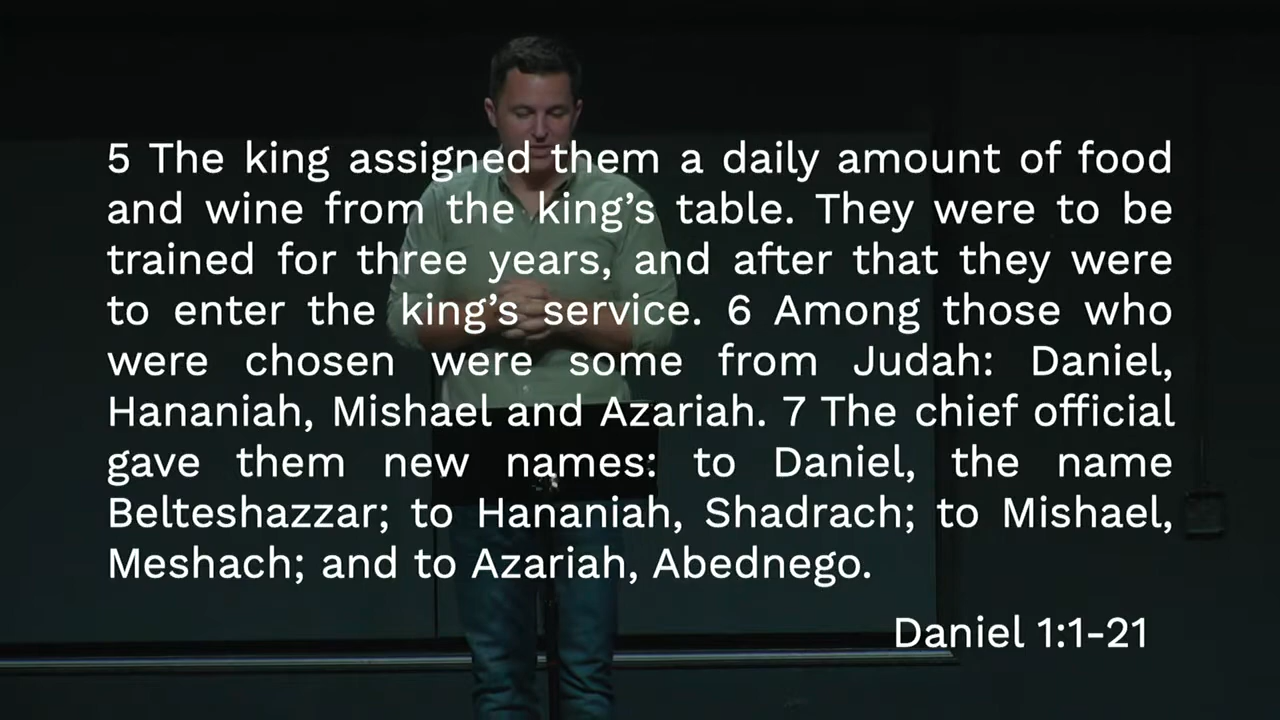 5 The king assigned them a daily amount of food
and wine from the king’s table. They were to be
trained for three years, and after that they were
to enter the king’s service. 6 Among those who
were chosen were some from Judah: Daniel,
Hananiah, Mishael and Azariah. 7 The chief official
gave them new names: to Daniel, the name
Belteshazzar; to Hananiah, Shadrach; to Mishael,
Meshach; and to Azariah, Abednego.
Daniel 1:1-21